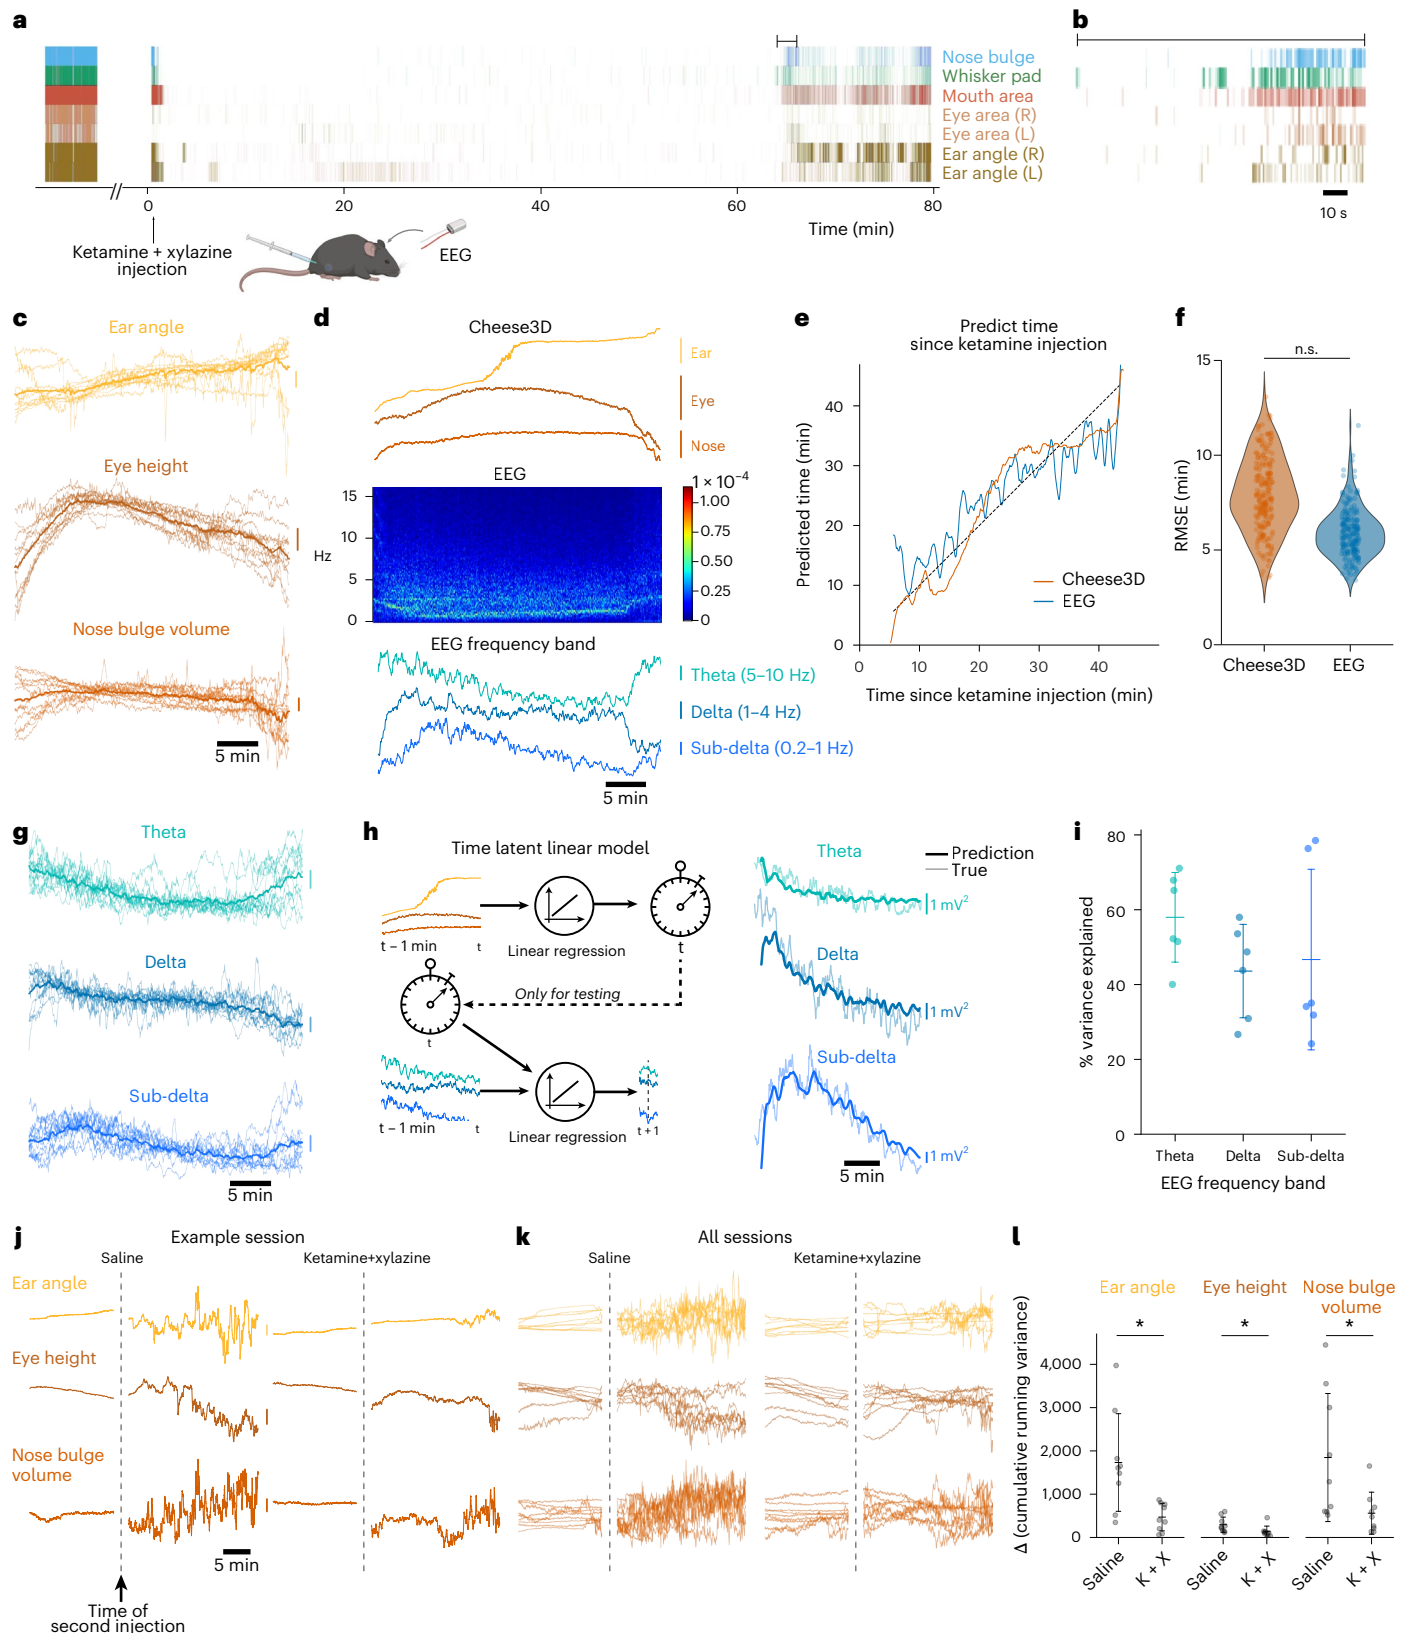 a
Nose bulge
Whisker pad
Mouth area
Eye area (R)
Eye area (L)
Ear angle (R)
Ear angle (L)
0
20
40
60
80
Time (min)
Ketamine + xylazine
injection
EEG
b
10 s
c
Ear angle
Eye height
Nose bulge volume
5 min
d
Cheese3D
Ear
Eye
Nose
EEG
15
10
Hz
5
0
1 × 10−4
1.00
0.75
0.50
0.25
0
EEG frequency band
Theta (5–10 Hz)
Delta (1–4 Hz)
Sub-delta (0.2–1 Hz)
5 min
e
Predict time
since ketamine injection
Predicted time (min)
40
30
20
10
0
Cheese3D
EEG
0
10
20
30
40
Time since ketamine injection (min)
f
n.s.
RMSE (min)
15
10
5
0
Cheese3D
EEG
g
Theta
Delta
Sub-delta
5 min
h
Time latent linear model
t – 1 min
t
Linear regression
t
Only for testing
t
t – 1 min
t
Linear regression
t + 1
Theta
Prediction
True
1 mV2
Delta
1 mV2
Sub-delta
1 mV2
5 min
i
% variance explained
80
60
40
20
0
Theta
Delta
Sub-delta
EEG frequency band
j
Example session
Saline
Ketamine+xylazine
Ear angle
Eye height
Nose bulge
volume
5 min
Time of
second injection
k
All sessions
Saline
Ketamine+xylazine
l
Ear angle
Eye height
Nose bulge
volume
*
*
*
Δ (cumulative running variance)
4,000
3,000
2,000
1,000
0
Saline
K + X
Saline
K + X
Saline
K + X